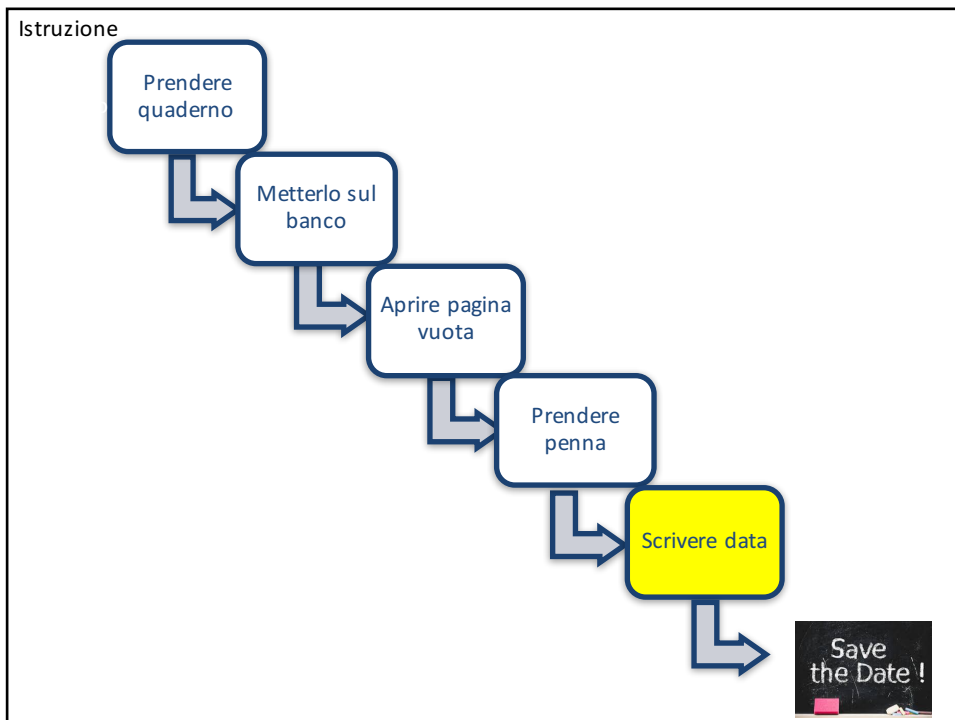 Istruzione
Prendere
quaderno
Metterlo sul
banco
Aprire pagina
vuota
Prendere
penna
Scrivere data
Save
the Date !